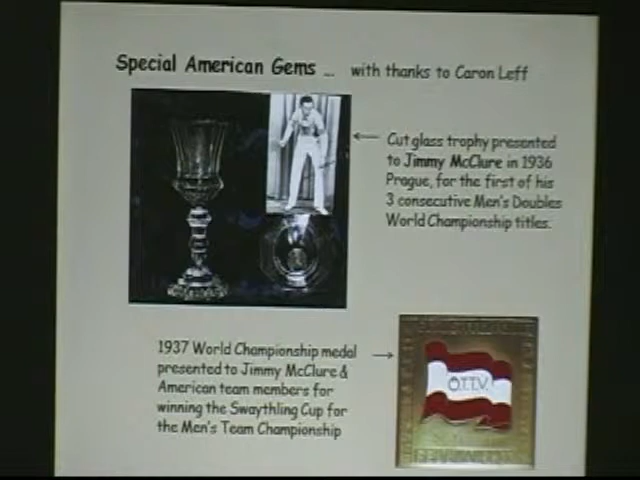 Special American Gems ... with thanks to Caron Leff
Cut glass trophy presented
to Jimmy McClure in 1936
Prague, for the first of his
3 consecutive Men's Doubles
World Championship titles.
1937 World Championship medal
presented to Jimmy McClure &
American team members for
winning the Swaythling Cup for
the Men's Team Championship
Ö.T.T.V.